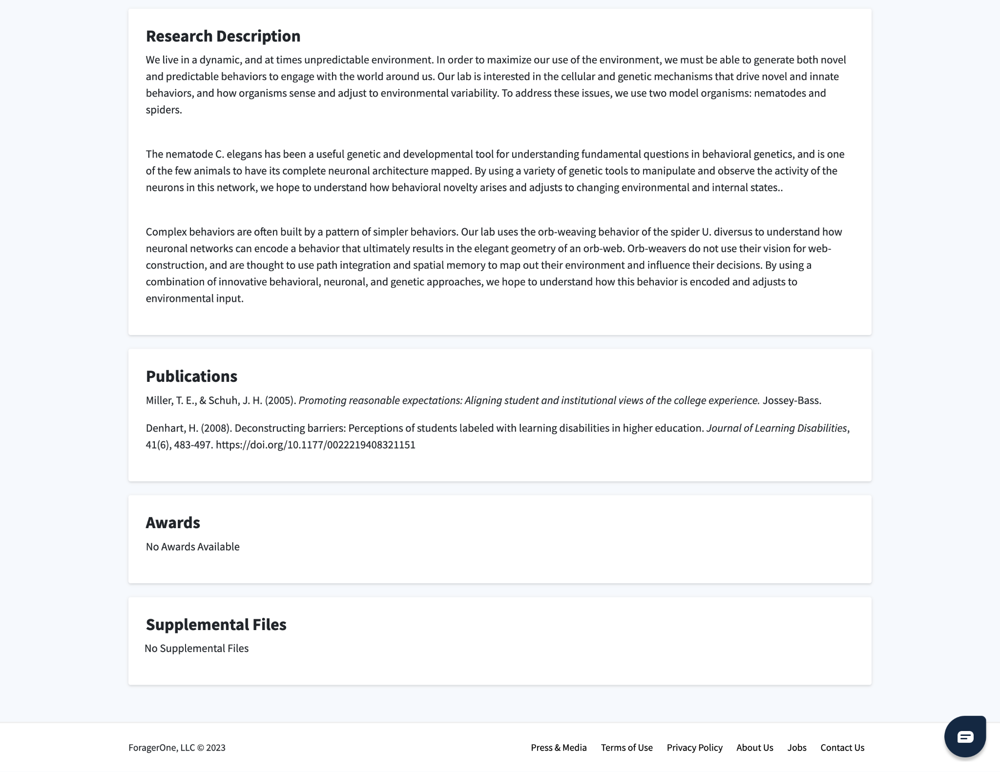 Research Description
We live in a dynamic, and at times unpredictable environment. In order to maximize our use of the environment, we must be able to generate both novel
and predictable behaviors to engage with the world around us. Our lab is interested in the cellular and genetic mechanisms that drive novel and innate
behaviors, and how organisms sense and adjust to environmental variability. To address these issues, we use two model organisms: nematodes and
spiders.
The nematode C. elegans has been a useful genetic and developmental tool for understanding fundamental questions in behavioral genetics, and is one
of the few animals to have its complete neuronal architecture mapped. By using a variety of genetic tools to manipulate and observe the activity of the
neurons in this network, we hope to understand how behavioral novelty arises and adjusts to changing environmental and internal states..
Complex behaviors are often built by a pattern of simpler behaviors. Our lab uses the orb-weaving behavior of the spider U. diversus to understand how
neuronal networks can encode a behavior that ultimately results in the elegant geometry of an orb-web. Orb-weavers do not use their vision for web-
construction, and are thought to use path integration and spatial memory to map out their environment and influence their decisions. By using a
combination of innovative behavioral, neuronal, and genetic approaches, we hope to understand how this behavior is encoded and adjusts to
environmental input.
Publications
Miller, T. E., & Schuh, J. H. (2005). Promoting reasonable expectations: Aligning student and institutional views of the college experience. Jossey-Bass.
Denhart, H. (2008). Deconstructing barriers: Perceptions of students labeled with learning disabilities in higher education. Journal of Learning Disabilities,
41(6), 483-497. https://doi.org/10.1177/0022219408321151
Awards
No Awards Available
Supplemental Files
No Supplemental Files
ForagerOne, LLC © 2023
Press & Media
Terms of Use
Privacy Policy
About Us
Jobs
Contact Us